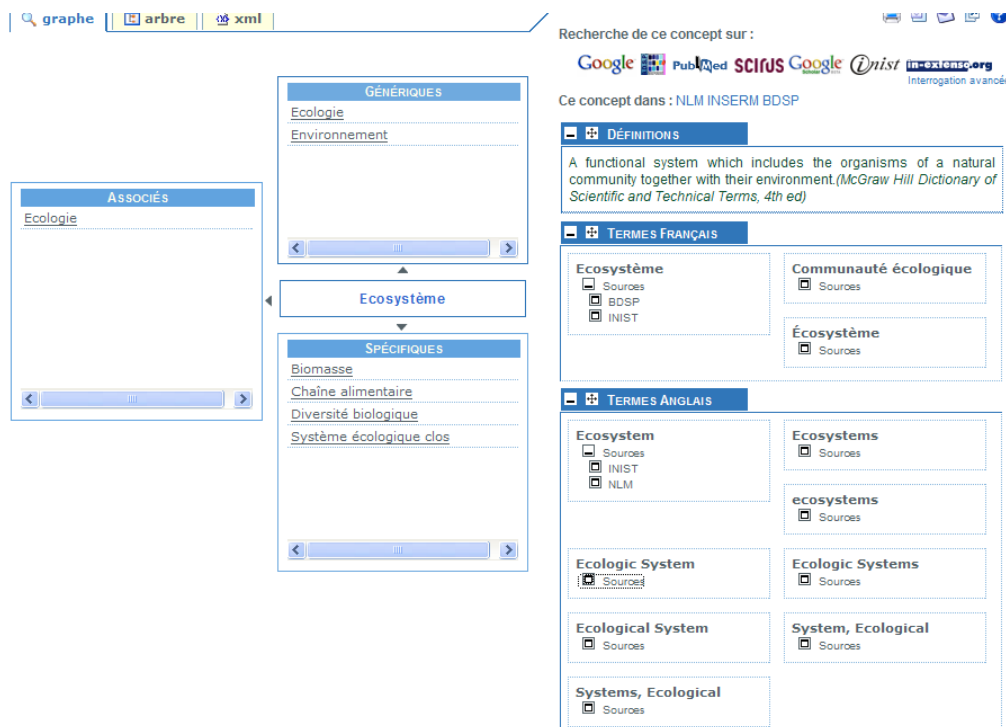 graphe
arbre
xml
Recherche de ce concept sur :
Google PubMed SCIRUS Google inist in-extenso.org
Interrogation avancé
Ce concept dans : NLM INSERM BDSP
GÉNÉRIQUES
Ecologie
Environnement
ASSOCIÉS
Ecologie
Ecosystème
SPÉCIFIQUES
Biomasse
Chaîne alimentaire
Diversité biologique
Système écologique clos
DÉFINITIONS
A functional system which includes the organisms of a natural
community together with their environment.(McGraw Hill Dictionary of
Scientific and Technical Terms, 4th ed)
TERMES FRANÇAIS
Ecosystème
Sources
BDSP
INIST
Communauté écologique
Sources
Écosystème
Sources
TERMES ANGLAIS
Ecosystem
Sources
INIST
NLM
Ecosystems
Sources
ecosystems
Sources
Ecologic System
Sources
Ecologic Systems
Sources
Ecological System
Sources
System, Ecological
Sources
Systems, Ecological
Sources